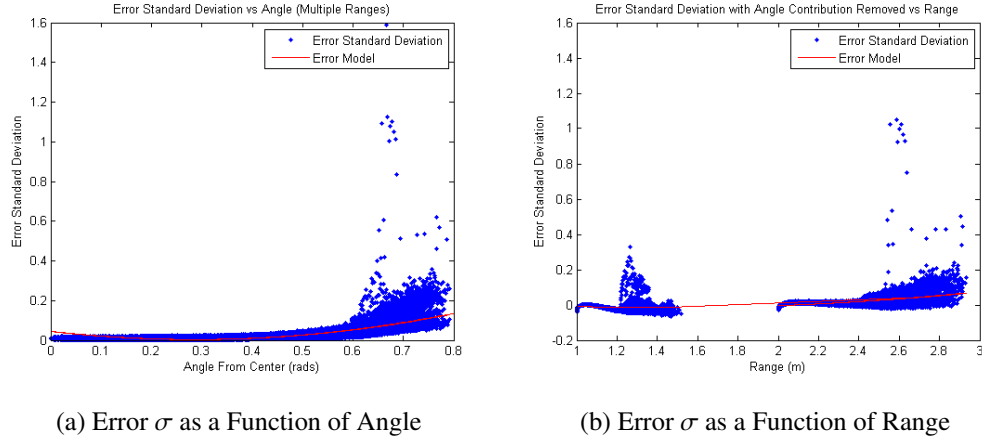 Error Standard Deviation vs Angle (Multiple Ranges)
1.6
1.4
1.2
1
0.8
0.6
0.4
0.2
0
Error Standard Deviation
Error Standard Deviation
Error Model
0 0.1 0.2 0.3 0.4 0.5 0.6 0.7 0.8
Angle From Center (rads)
(a) Error σ as a Function of Angle
Error Standard Deviation with Angle Contribution Removed vs Range
1.6
1.4
1.2
1
0.8
0.6
0.4
0.2
0
-0.2
Error Standard Deviation
Error Standard Deviation
Error Model
1 1.2 1.4 1.6 1.8 2 2.2 2.4 2.6 2.8 3
Range (m)
(b) Error σ as a Function of Range